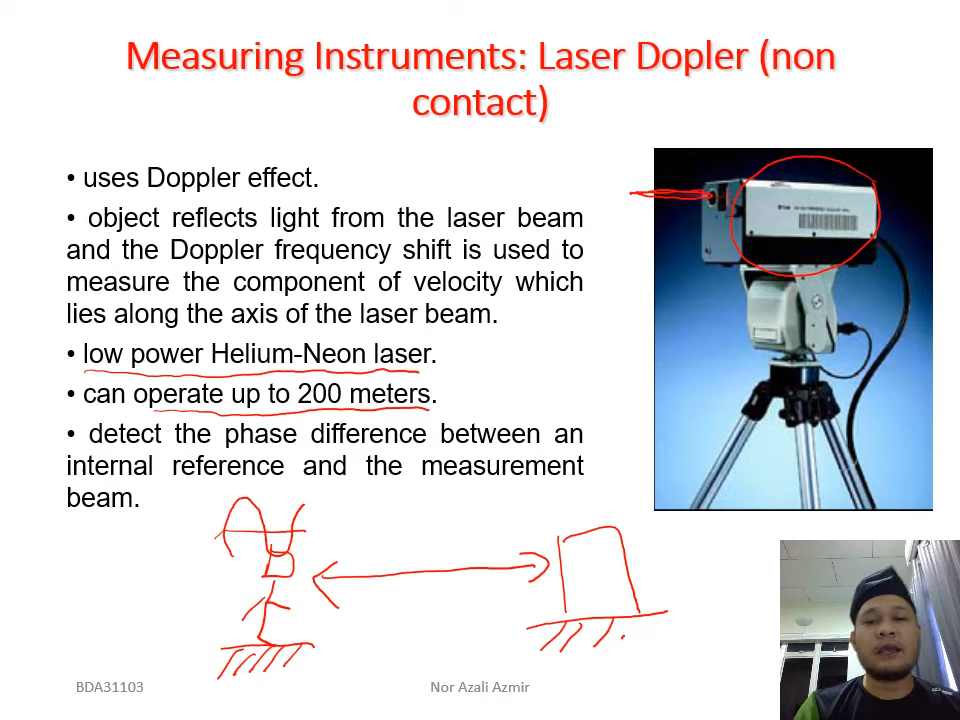 Measuring Instruments: Laser Dopler (non
contact)
• uses Doppler effect.
• object reflects light from the laser beam
and the Doppler frequency shift is used to
measure the component of velocity which
lies along the axis of the laser beam.
• low power Helium-Neon laser.
• can operate up to 200 meters.
• detect the phase difference between an
internal reference and the measurement
beam.
BDA31103
Nor Azali Azmir